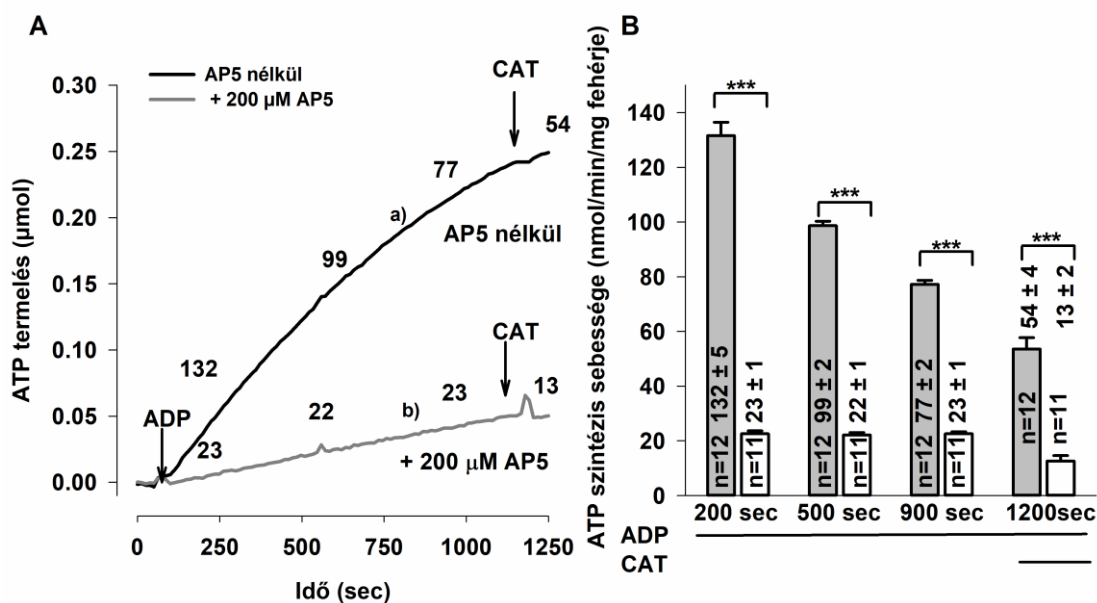 A
AP5 nélkül
+ 200 µM AP5
CAT
54
0.30
0.25
0.20
0.15
0.10
0.05
0.00
ATP termelés (µmol)
77
a)
AP5 nélkül
99
132
CAT
ADP
23
22
b)
23
13
+ 200 µM AP5
0
250
500
750
1000
1250
Idő (sec)
B
ATP szintézis sebessége (nmol/min/mg fehérje)
140
120
100
80
60
40
20
0
***
***
***
***
n=12 132 ± 5
n=11 23 ± 1
n=12 99 ± 2
n=11 22 ± 1
n=12 77 ± 2
n=11 23 ± 1
n=12 54 ± 4
n=11 13 ± 2
200 sec
500 sec
900 sec
1200sec
ADP
CAT